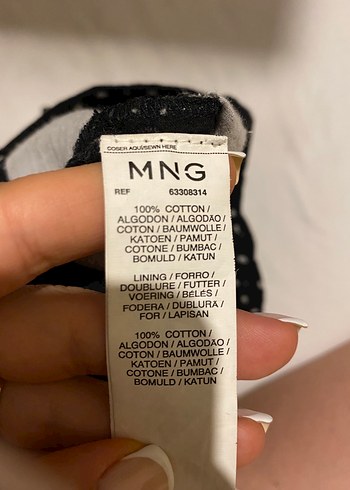 COSER AQUI/SEWN HERE
MNG
REF 63308314
100% COTTON /
ALGODON / ALGODAO /
COTON / BAUMWOLLE /
KATOEN / PAMUT /
COTONE / BUMBAC /
BOMULD / KATUN
LINING / FORRO /
DOUBLURE / FUTTER /
VOERING / BÉLÉS /
FODERA / DUBLURA /
FOR / LAPISAN
100% COTTON /
ALGODON / ALGODAO /
COTON / BAUMWOLLE /
KATOEN / PAMUT /
COTONE / BUMBAC /
BOMULD / KATUN